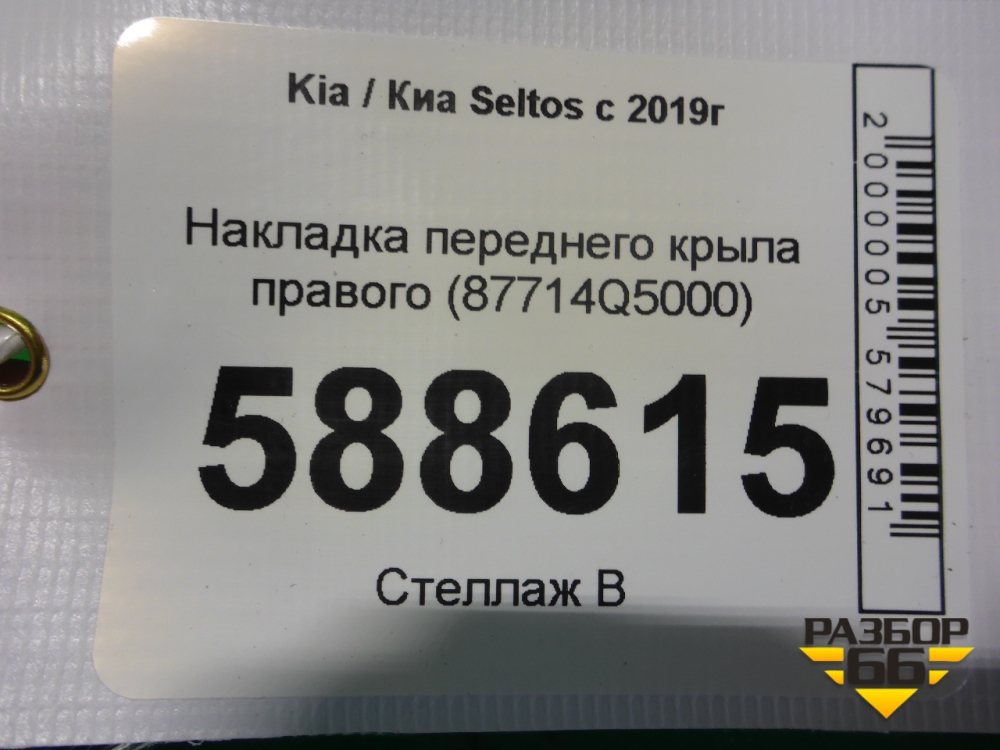 Kia / Киа Seltos с 2019г
Накладка переднего крыла
правого (87714Q5000)
588615
Стеллаж В
2000005579691
РАЗБОР
66